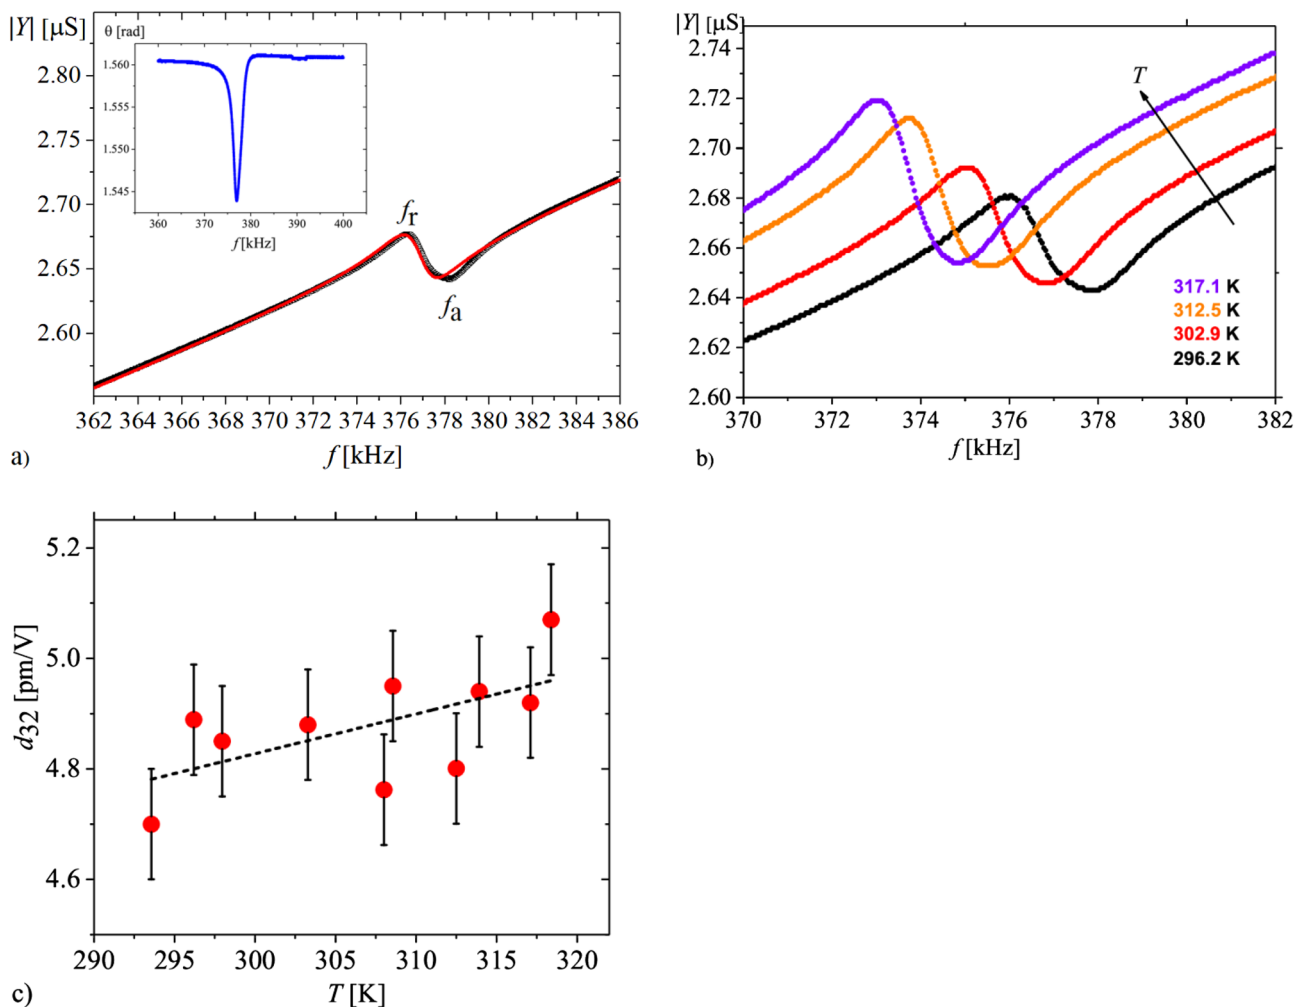 a)
|Y| [μS]
2.80
2.75
2.70
2.65
2.60
362 364 366 368 370 372 374 376 378 380 382 384 386
f [kHz]
fr
fa
θ [rad]
1.560
1.555
1.550
1.545
360 370 380 390 400
f[kHz]
|Y| [μS]
2.74
2.72
2.70
2.68
2.66
2.64
2.62
2.60
370 372 374 376 378 380 382
f [kHz]
b)
T
317.1 K
312.5 K
302.9 K
296.2 K
d32 [pm/V]
5.2
5.0
4.8
4.6
290 295 300 305 310 315 320
T [K]
c)